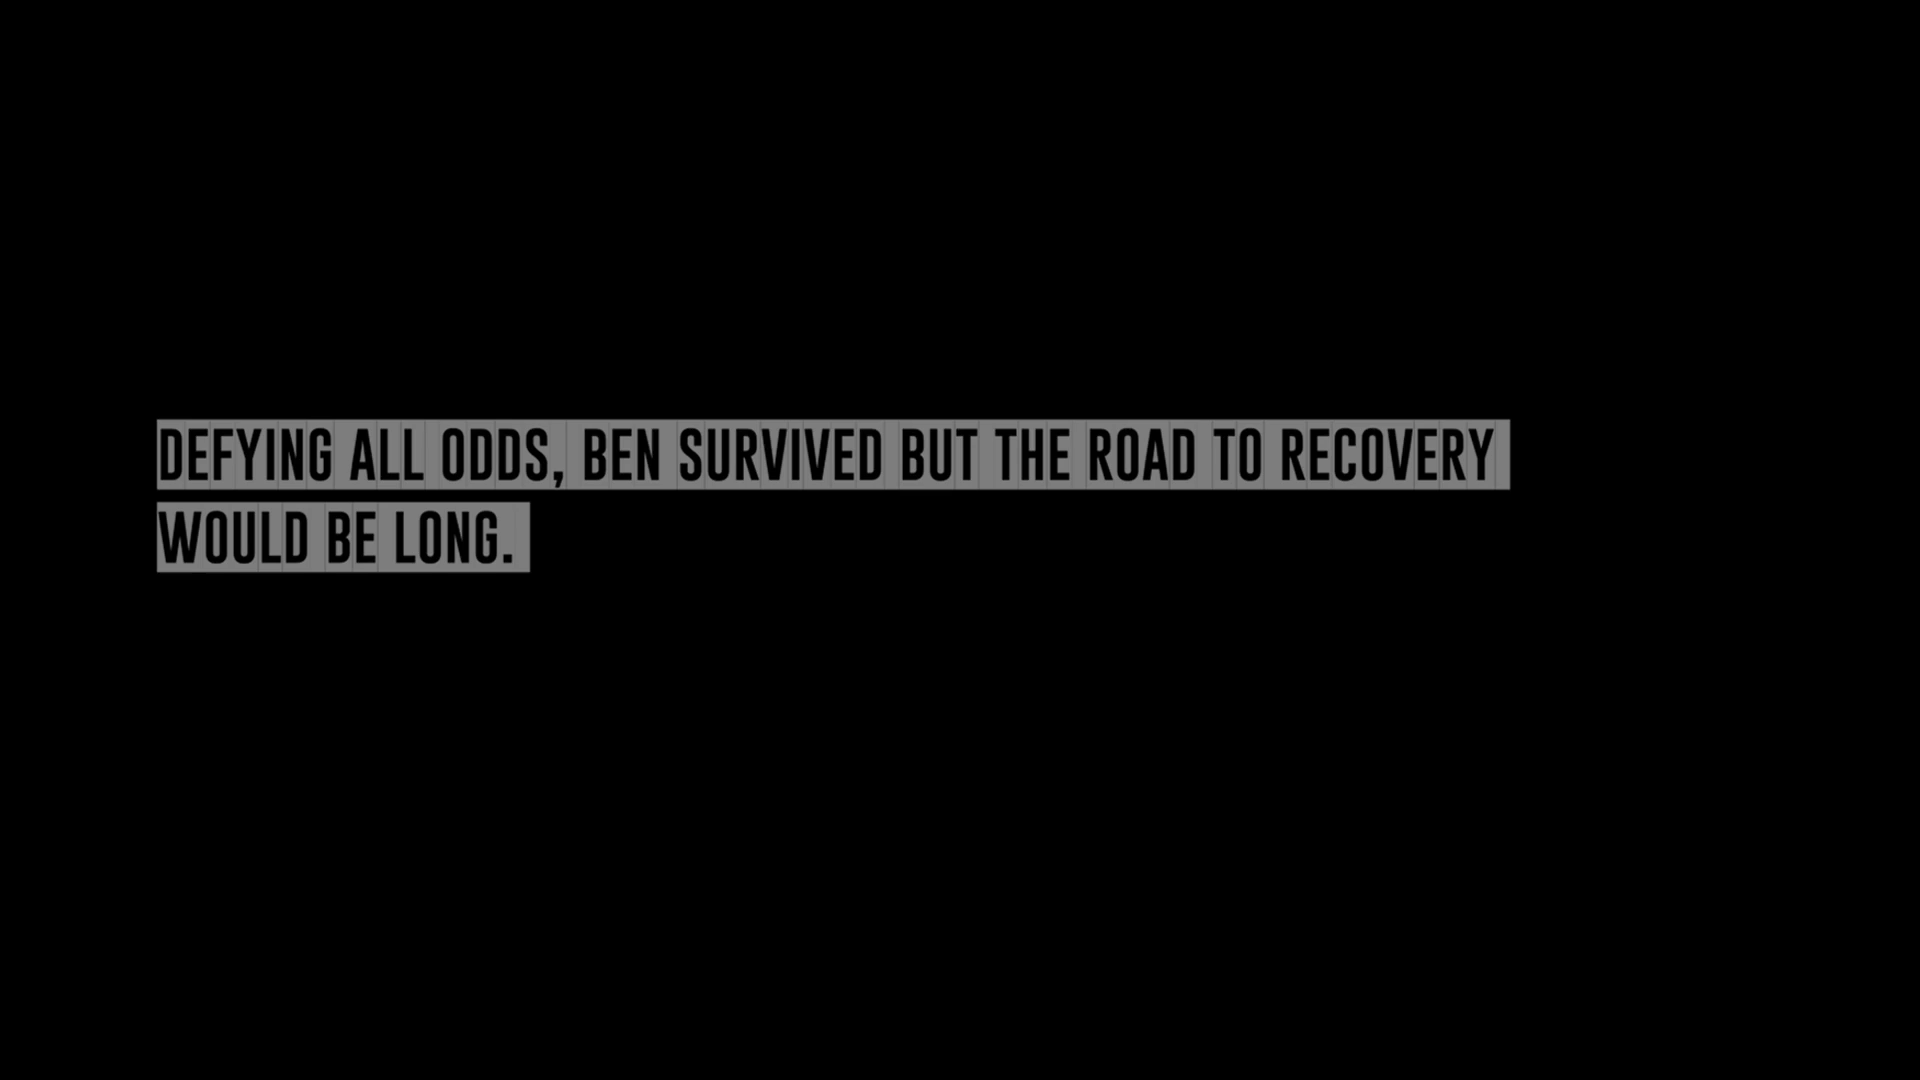 DEFYING ALL ODDS, BEN SURVIVED BUT THE ROAD TO RECOVERY
WOULD BE LONG.